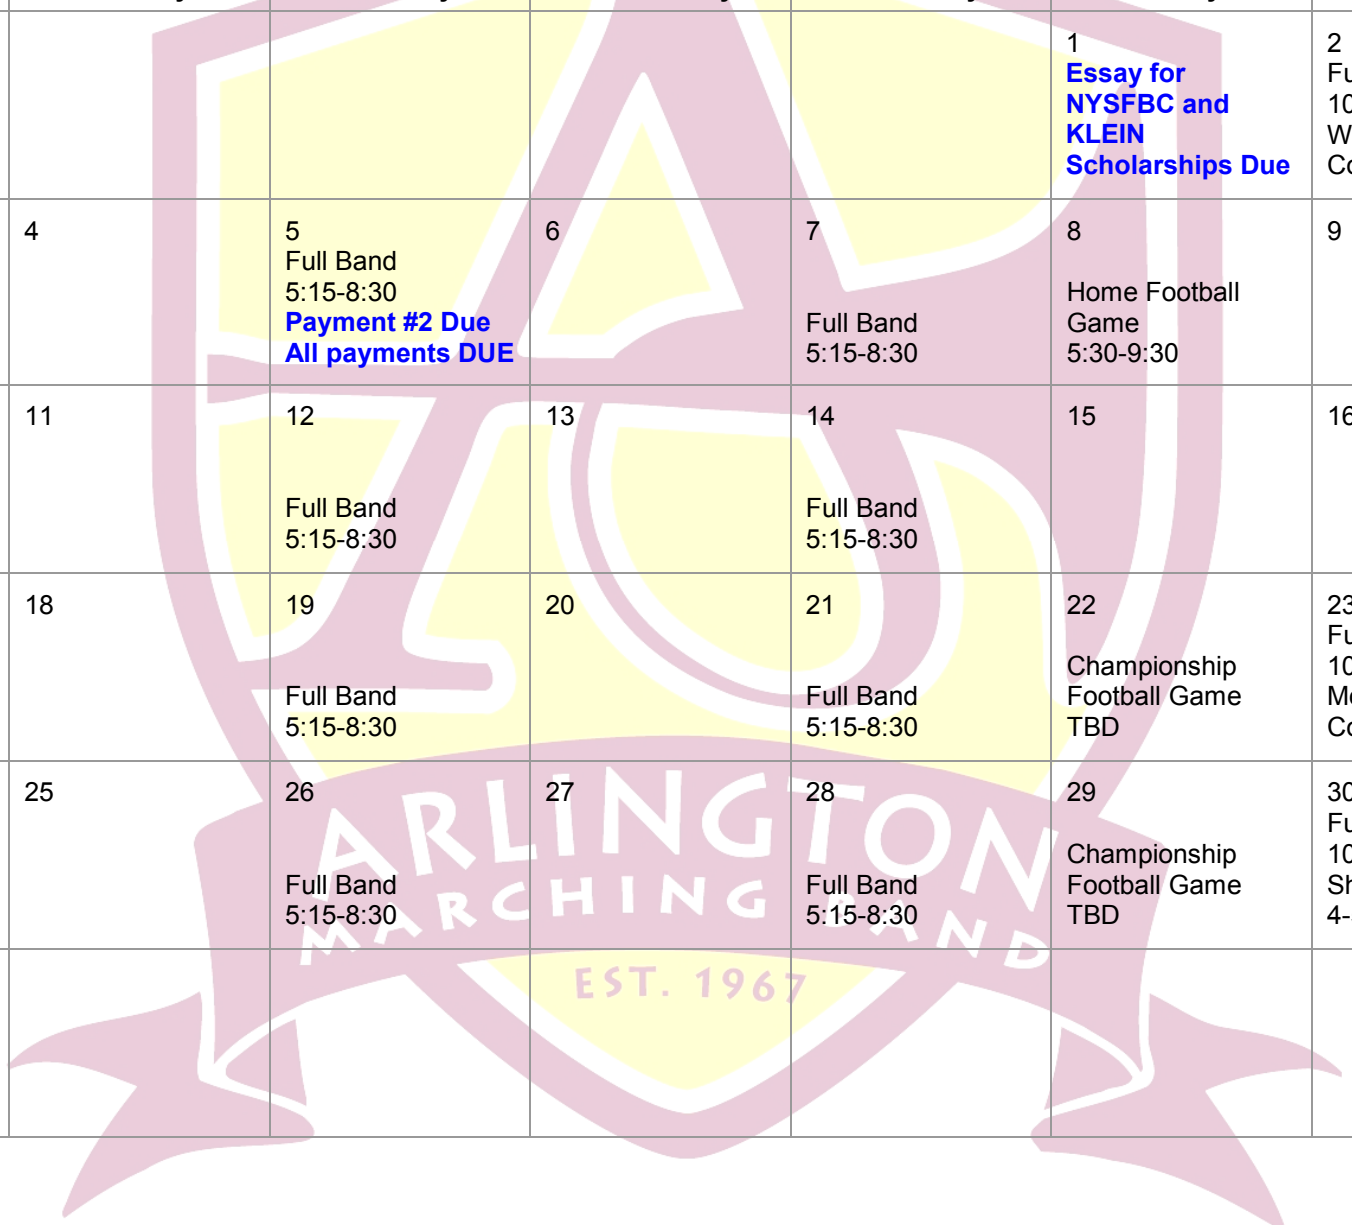 1
Essay for
NYSFBC and
KLEIN
Scholarships Due
2
4
5
Full Band
5:15-8:30
Payment #2 Due
All payments DUE
6
7
Full Band
5:15-8:30
8
Home Football
Game
5:30-9:30
9
11
12
Full Band
5:15-8:30
13
14
Full Band
5:15-8:30
15
16
18
19
Full Band
5:15-8:30
20
21
Full Band
5:15-8:30
22
Championship
Football Game
TBD
23
25
26
Full Band
5:15-8:30
27
28
Full Band
5:15-8:30
29
Championship
Football Game
TBD
30
ARLINGTON
MARCHING BAND
EST. 1967